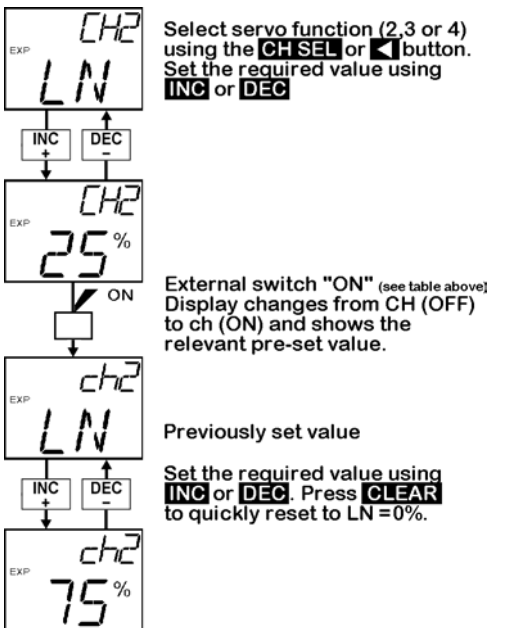 CH2
EXP
LN
Select servo function (2,3 or 4)
using the CH SEL or ◀ button.
Set the required value using
INC or DEC
INC
+
DEC
–
CH2
EXP
25%
ON
External switch "ON" (see table above)
Display changes from CH (OFF)
to ch (ON) and shows the
relevant pre-set value.
ch2
EXP
LN
Previously set value
INC
+
DEC
–
Set the required value using
INC or DEC. Press CLEAR
to quickly reset to LN =0%.
ch2
EXP
75%